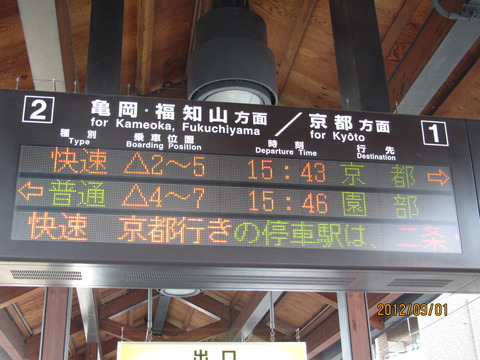 2 亀岡・福知山方面 ／ 京都方面 1
for Kameoka, Fukuchiyama for Kyoto
種別 乗車位置 時刻 行先
Type Boarding Position Departure Time Destination
快速 △2～5 15:43 京都 ⇨
⇦ 普通 △4～7 15:46 園部
快速 京都行きの停車駅は、二条
2012/09/01
出口